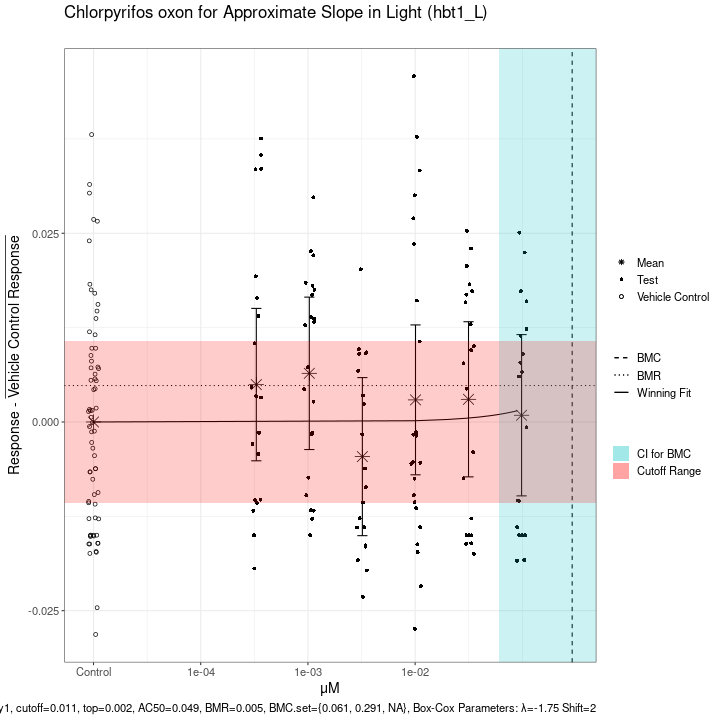 Chlorpyrifos oxon for Approximate Slope in Light (hbt1_L)
Response - Vehicle Control Response
0.025
0.000
-0.025
Control
1e-04
1e-03
1e-02
µM
Mean
Test
Vehicle Control
BMC
BMR
Winning Fit
CI for BMC
Cutoff Range
y1, cutoff=0.011, top=0.002, AC50=0.049, BMR=0.005, BMC.set={0.061, 0.291, NA}, Box-Cox Parameters: λ=-1.75 Shift=2